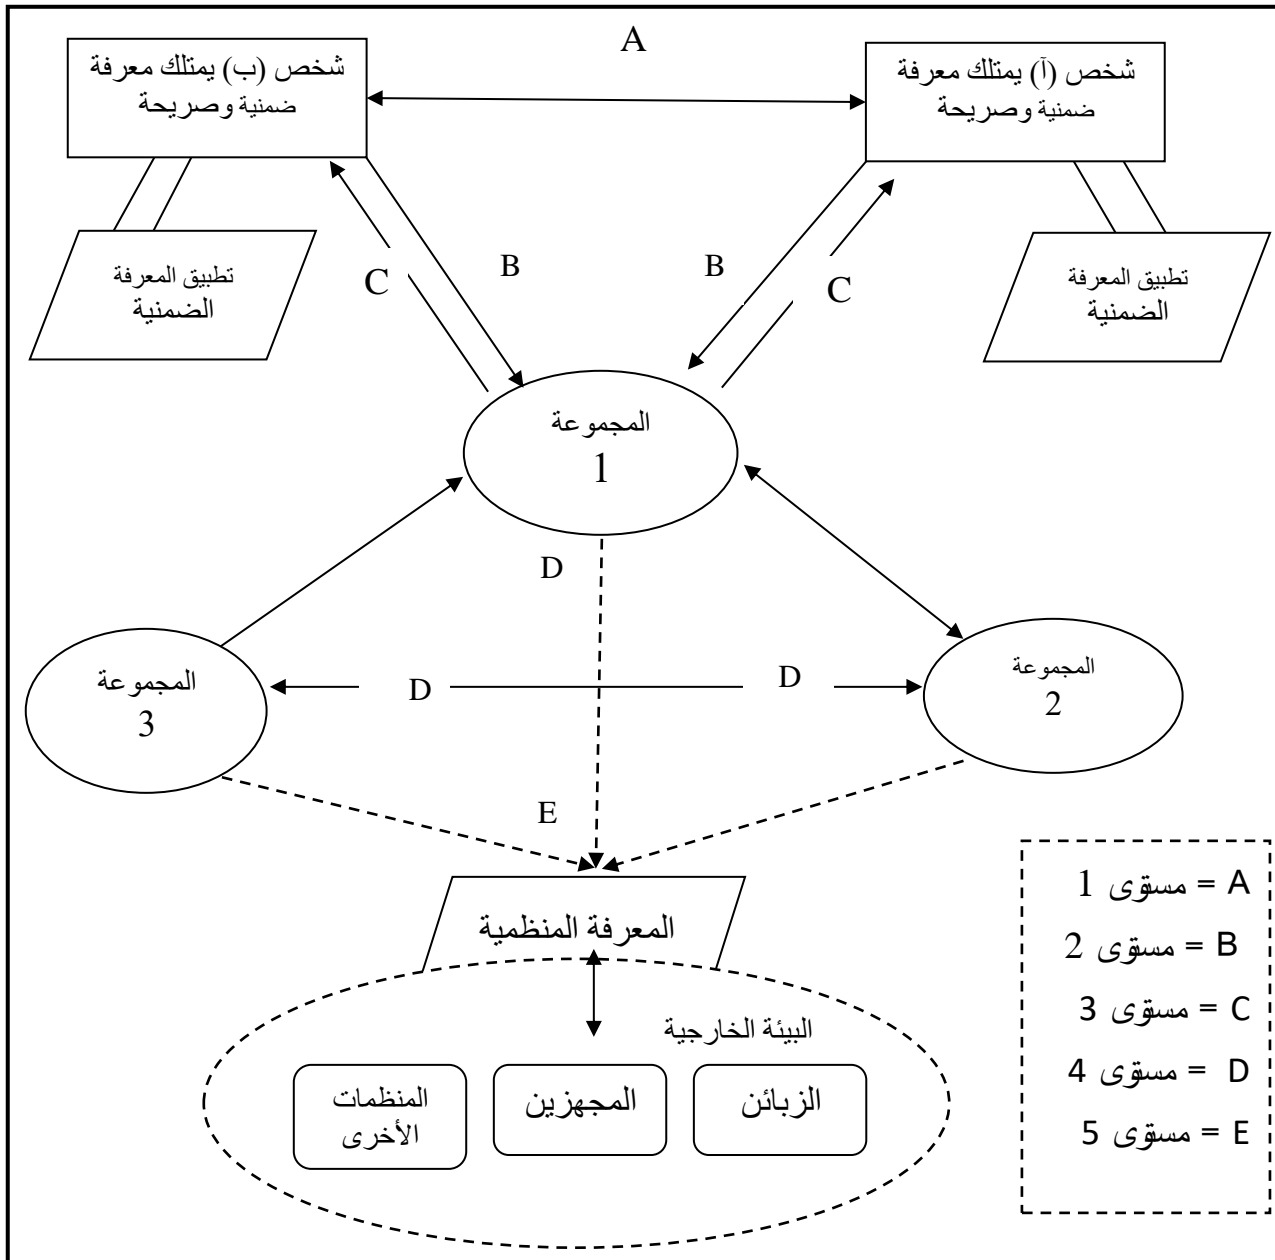 A
شخص (آ) يمتلك معرفة
ضمنية وصريحة
شخص (ب) يمتلك معرفة
ضمنية وصريحة
تطبيق المعرفة
الضمنية
تطبيق المعرفة
الضمنية
B
C
B
C
المجموعة
1
D
المجموعة
2
D
D
المجموعة
3
E
المعرفة المنظمية
البيئة الخارجية
الزبائن
المجهزين
المنظمات
الأخرى
A = مستوى 1
B = مستوى 2
C = مستوى 3
D = مستوى 4
E = مستوى 5